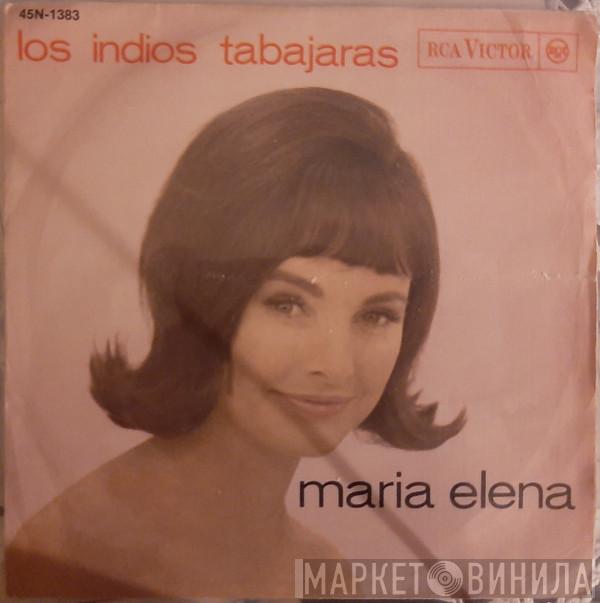 45N-1383
los indios tabajaras
RCA VICTOR RCA
maria elena
МАРКЕТ ВИНИЛА